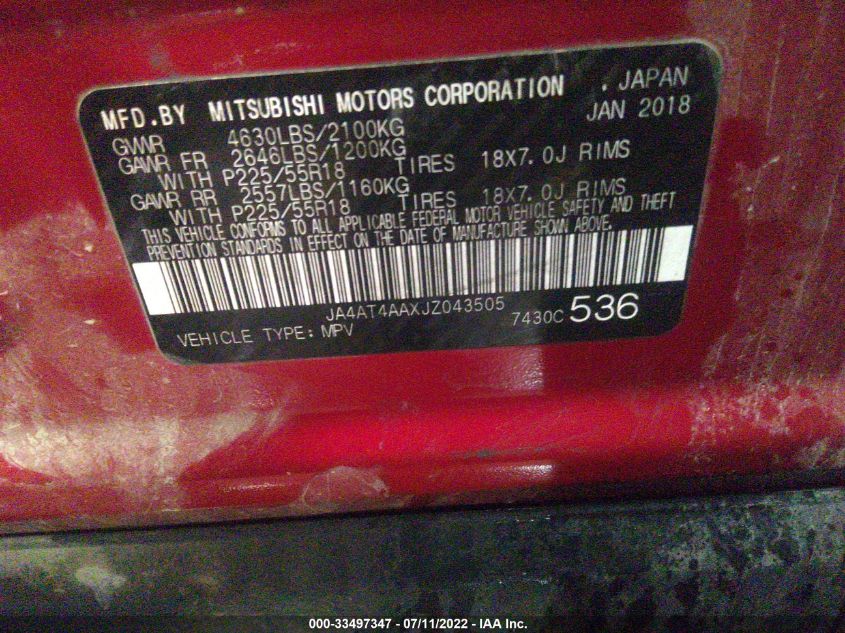 MFD.BY MITSUBISHI MOTORS CORPORATION , JAPAN
JAN 2018
GVWR 4630LBS/2100KG
GAWR FR 2646LBS/1200KG
WITH P225/55R18 TIRES 18X7.0J RIMS
GAWR RR 2557LBS/1160KG
WITH P225/55R18 TIRES 18X7.0J RIMS
THIS VEHICLE CONFORMS TO ALL APPLICABLE FEDERAL MOTOR VEHICLE SAFETY AND THEFT
PREVENTION STANDARDS IN EFFECT ON THE DATE OF MANUFACTURE SHOWN ABOVE.
JA4AT4AAXJZ043505
VEHICLE TYPE: MPV 7430C 536
000-33497347 - 07/11/2022 - IAA Inc.